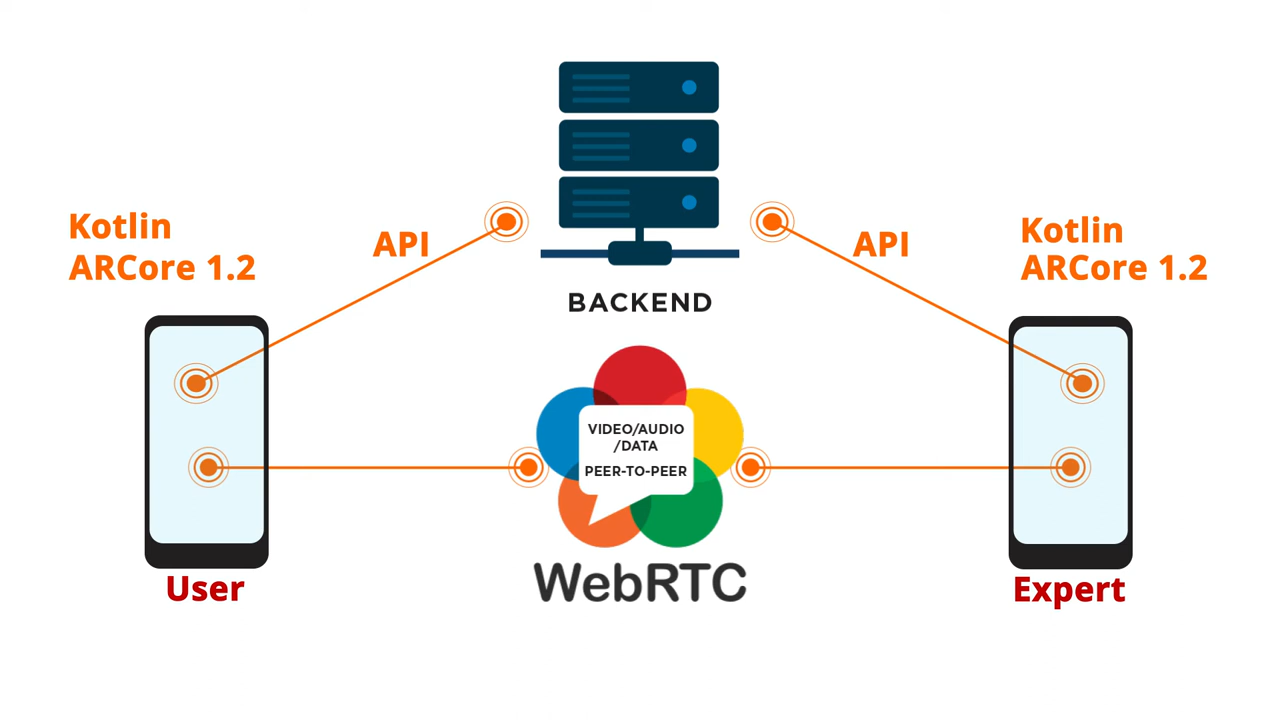 Kotlin
ARCore 1.2
API
API
Kotlin
ARCore 1.2
BACKEND
VIDEO/AUDIO
/DATA
PEER-TO-PEER
WebRTC
User
Expert